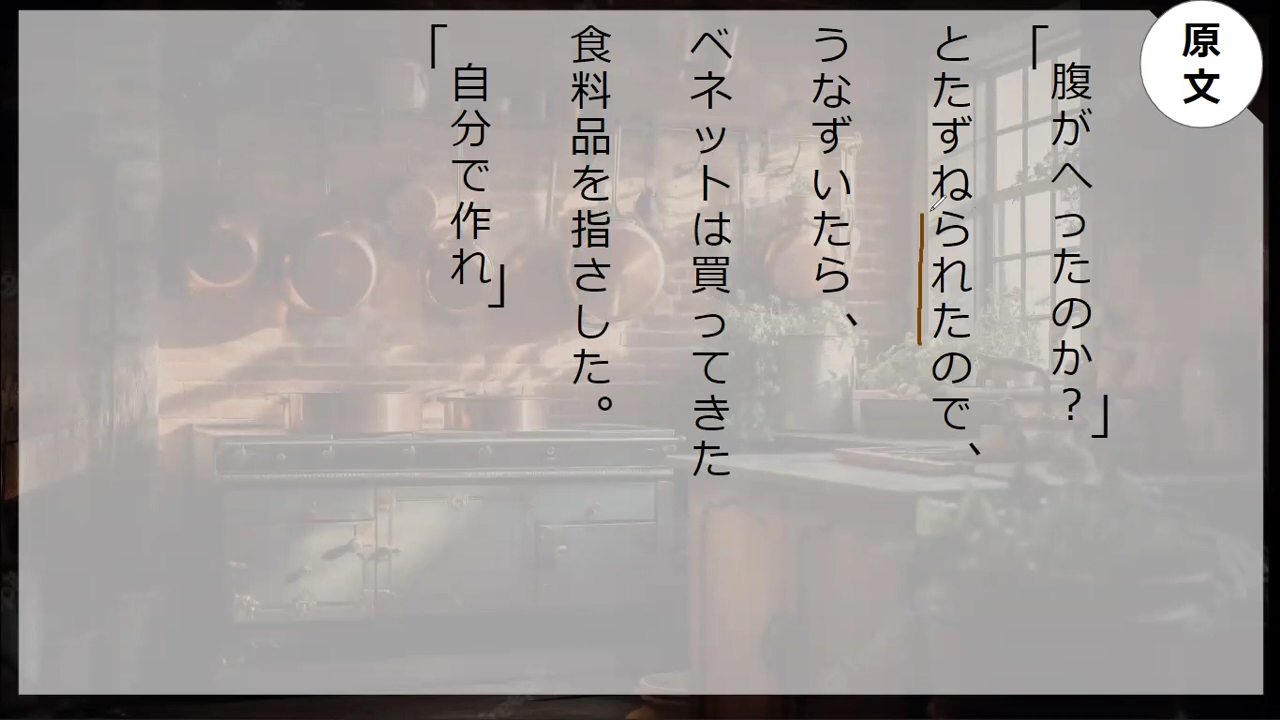 原文
「腹がへったのか？」
とたずねられたので、
うなずいたら、
ベネットは買ってきた
食料品を指さした。
「自分で作れ」